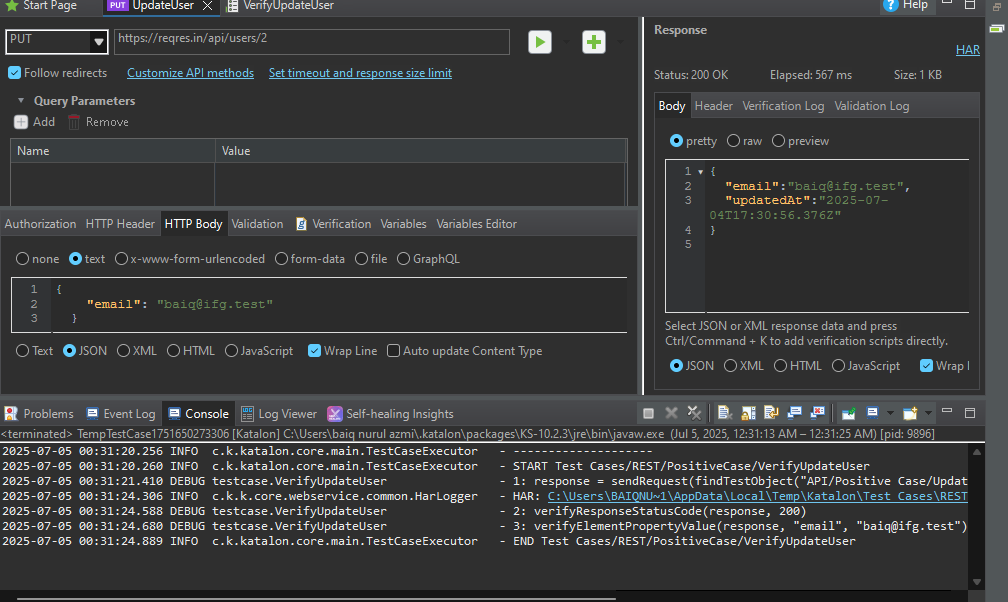 Start Page PUT UpdateUser VerifyUpdateUser ? Help
PUT https://reqres.in/api/users/2
Follow redirects Customize API methods Set timeout and response size limit
Query Parameters
Add Remove
Name Value
Authorization HTTP Header HTTP Body Validation Verification Variables Variables Editor
none text x-www-form-urlencoded form-data file GraphQL
1 {
2 "email": "baiq@ifg.test"
3 }
Text JSON XML HTML JavaScript Wrap Line Auto update Content Type
Response
HAR
Status: 200 OK Elapsed: 567 ms Size: 1 KB
Body Header Verification Log Validation Log
pretty raw preview
1 {
2 "email":"baiq@ifg.test",
3 "updatedAt":"2025-07-
04T17:30:56.376Z"
4 }
5
Select JSON or XML response data and press
Ctrl/Command + K to add verification scripts directly.
JSON XML HTML JavaScript Wrap l
Problems Event Log Console Log Viewer Self-healing Insights
<terminated> TempTestCase1751650273306 [Katalon] C:\Users\baiq nurul azmi\.katalon\packages\KS-10.2.3\jre\bin\javaw.exe (Jul 5, 2025, 12:31:13 AM – 12:31:25 AM) [pid: 9896]
2025-07-05 00:31:20.256 INFO c.k.katalon.core.main.TestCaseExecutor - --------------------
2025-07-05 00:31:20.260 INFO c.k.katalon.core.main.TestCaseExecutor - START Test Cases/REST/PositiveCase/VerifyUpdateUser
2025-07-05 00:31:21.410 DEBUG testcase.VerifyUpdateUser - 1: response = sendRequest(findTestObject("API/Positive Case/Updat
2025-07-05 00:31:24.306 INFO c.k.k.core.webservice.common.HarLogger - HAR: C:\Users\BAIQNU~1\AppData\Local\Temp\Katalon\Test Cases\REST
2025-07-05 00:31:24.588 DEBUG testcase.VerifyUpdateUser - 2: verifyResponseStatusCode(response, 200)
2025-07-05 00:31:24.680 DEBUG testcase.VerifyUpdateUser - 3: verifyElementPropertyValue(response, "email", "baiq@ifg.test")
2025-07-05 00:31:24.889 INFO c.k.katalon.core.main.TestCaseExecutor - END Test Cases/REST/PositiveCase/VerifyUpdateUser